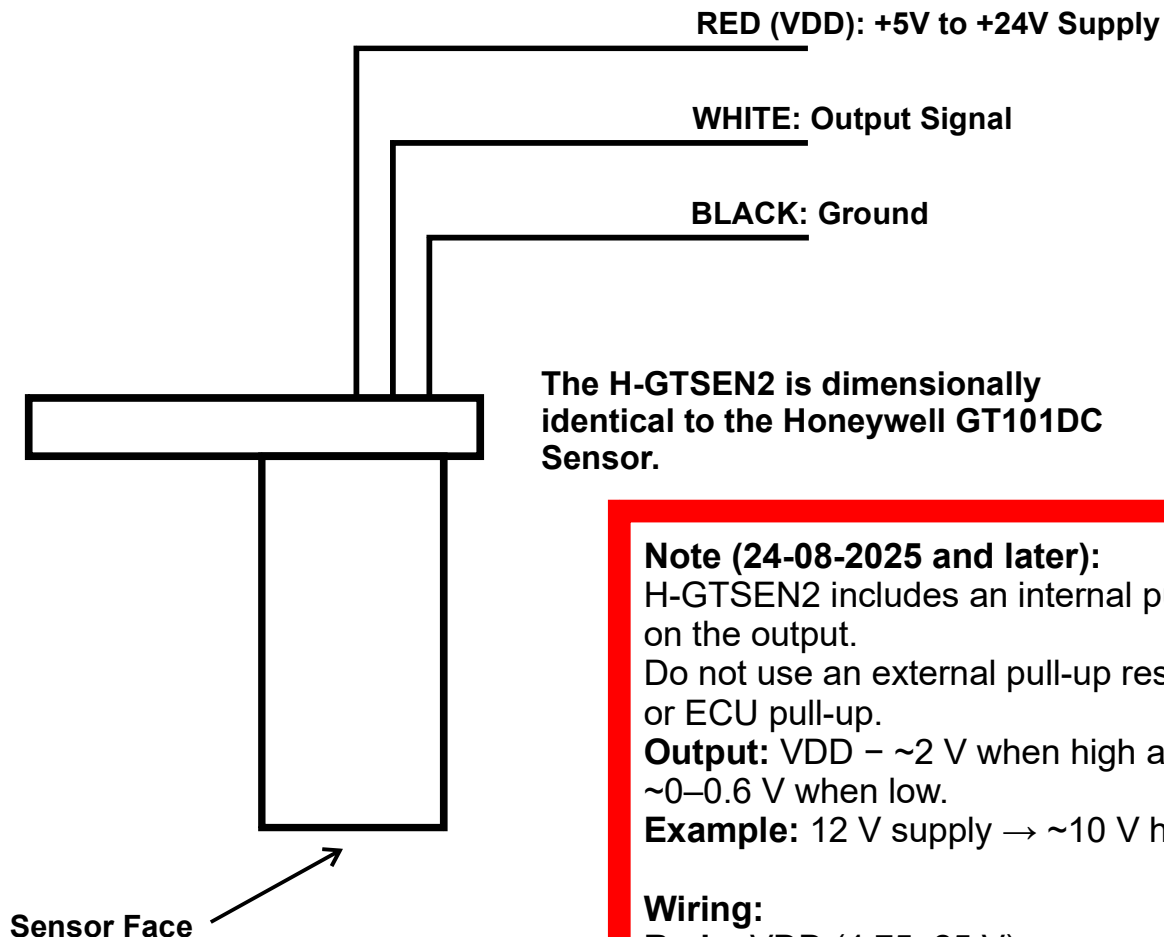 RED (VDD): +5V to +24V Supply
WHITE: Output Signal
BLACK: Ground
The H-GTSEN2 is dimensionally
identical to the Honeywell GT101DC
Sensor.
Note (24-08-2025 and later):
H-GTSEN2 includes an internal
on the output.
Do not use an external pull-up
or ECU pull-up.
Output: VDD − ~2 V when high
~0–0.6 V when low.
Example: 12 V supply → ~10 V
Wiring:
Sensor Face